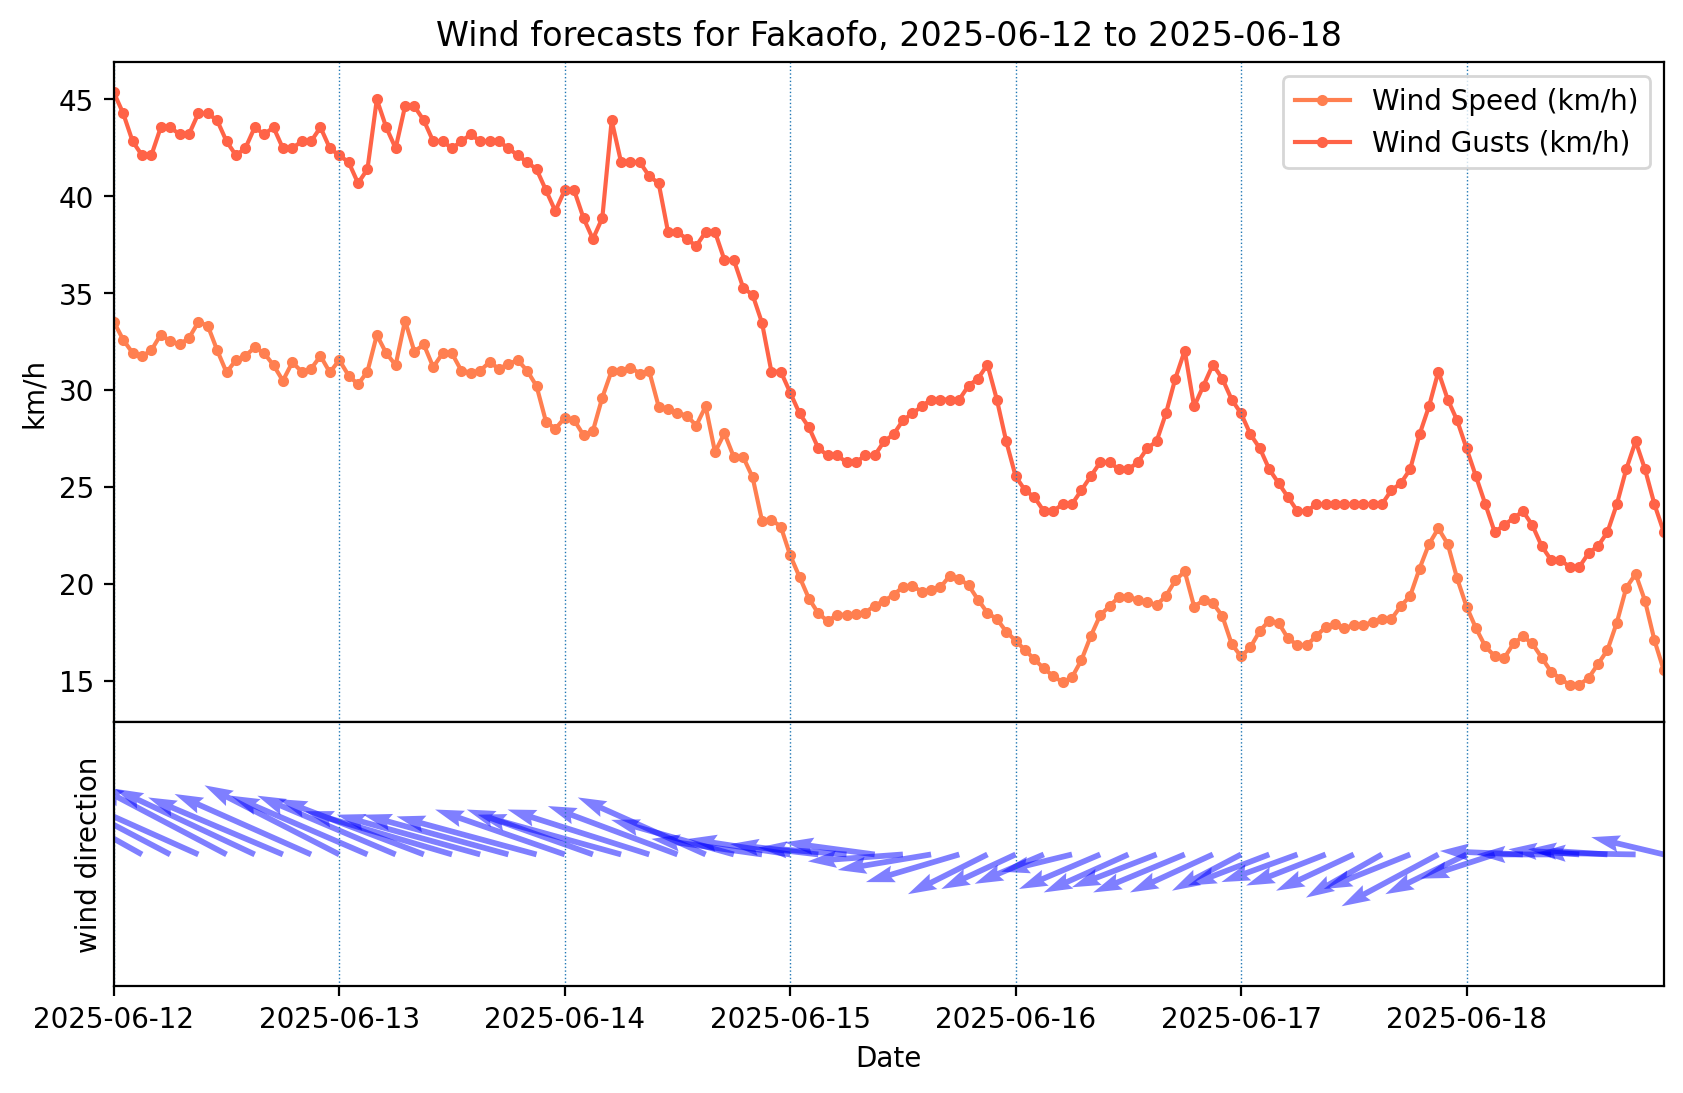 Wind forecasts for Fakaofo, 2025-06-12 to 2025-06-18
Wind Speed (km/h)
Wind Gusts (km/h)
45
40
35
30
25
20
15
km/h
wind direction
2025-06-12
2025-06-13
2025-06-14
2025-06-15
2025-06-16
2025-06-17
2025-06-18
Date